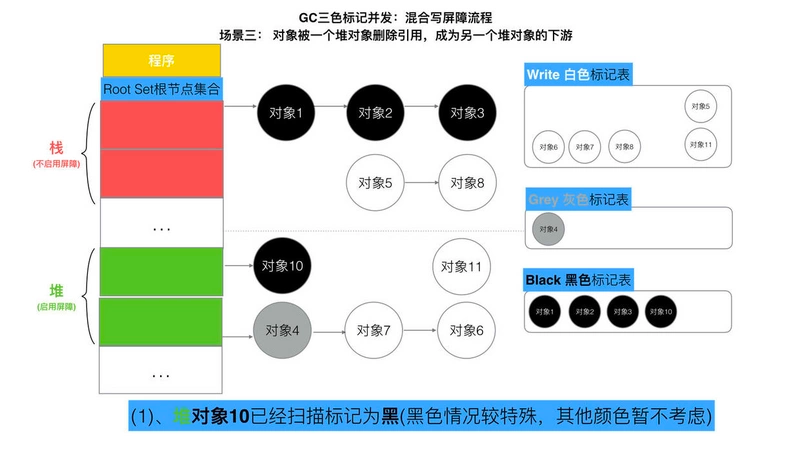 GC三色标记并发：混合写屏障流程
场景三： 对象被一个堆对象删除引用，成为另一个堆对象的下游
程序
Root Set根节点集合
栈
(不启用屏障)
...
堆
(启用屏障)
...
对象1
对象2
对象3
对象5
对象8
对象10
对象11
对象4
对象7
对象6
Write 白色标记表
对象5
对象6
对象7
对象8
对象11
Grey 灰色标记表
对象4
Black 黑色标记表
对象1
对象2
对象3
对象10
(1)、堆对象10已经扫描标记为黑(黑色情况较特殊，其他颜色暂不考虑)